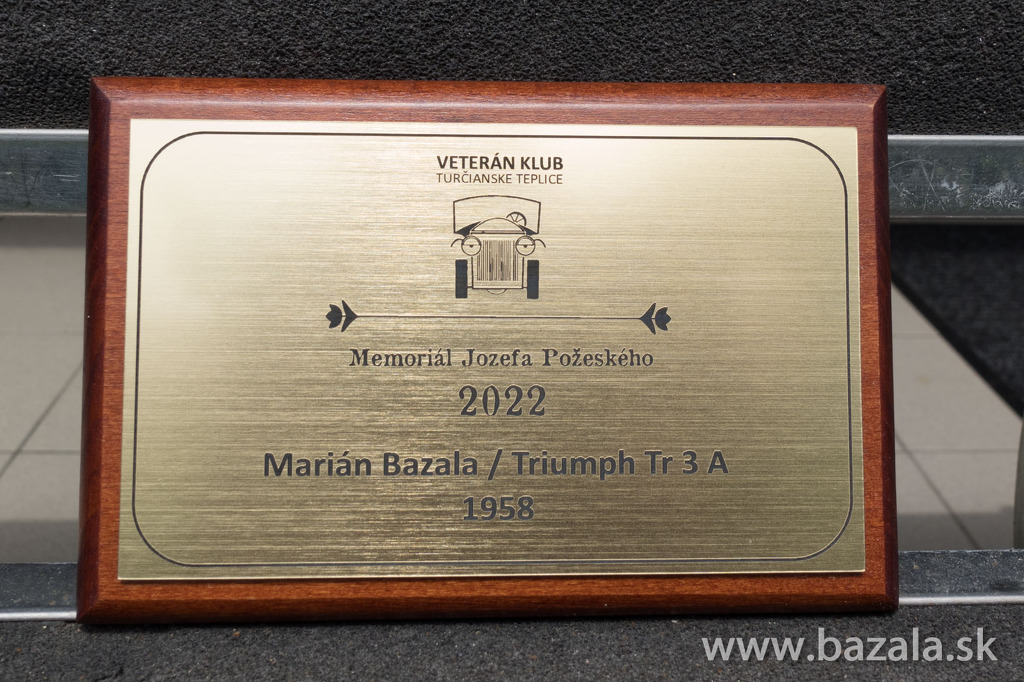 VETERÁN KLUB
TURČIANSKE TEPLICE
Memoriál Jozefa Požeského
2022
Marián Bazala / Triumph Tr 3 A
1958
www.bazala.sk